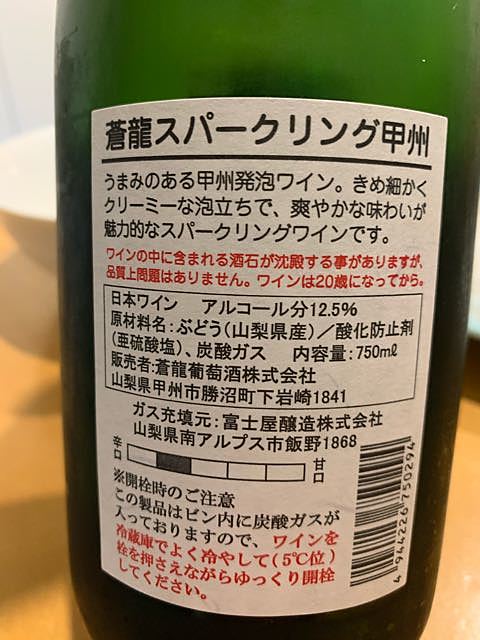 蒼龍スパークリング甲州
うまみのある甲州発泡ワイン。きめ細かく
クリーミーな泡立ちで、爽やかな味わいが
魅力的なスパークリングワインです。
ワインの中に含まれる酒石が沈殿する事がありますが、
品質上問題はありません。ワインは20歳になってから。
日本ワイン アルコール分12.5%
原材料名:ぶどう(山梨県産)/酸化防止剤
(亜硫酸塩)、炭酸ガス 内容量:750mℓ
販売者:蒼龍葡萄酒株式会社
山梨県甲州市勝沼町下岩崎1841
ガス充填元:富士屋醸造株式会社
山梨県南アルプス市飯野1868
辛口 甘口
※開栓時のご注意
この製品はビン内に炭酸ガスが
入っておりますので、ワインを
冷蔵庫でよく冷やして(5℃位)
栓を押さえながらゆっくり開栓
してください。
4 944226 750294